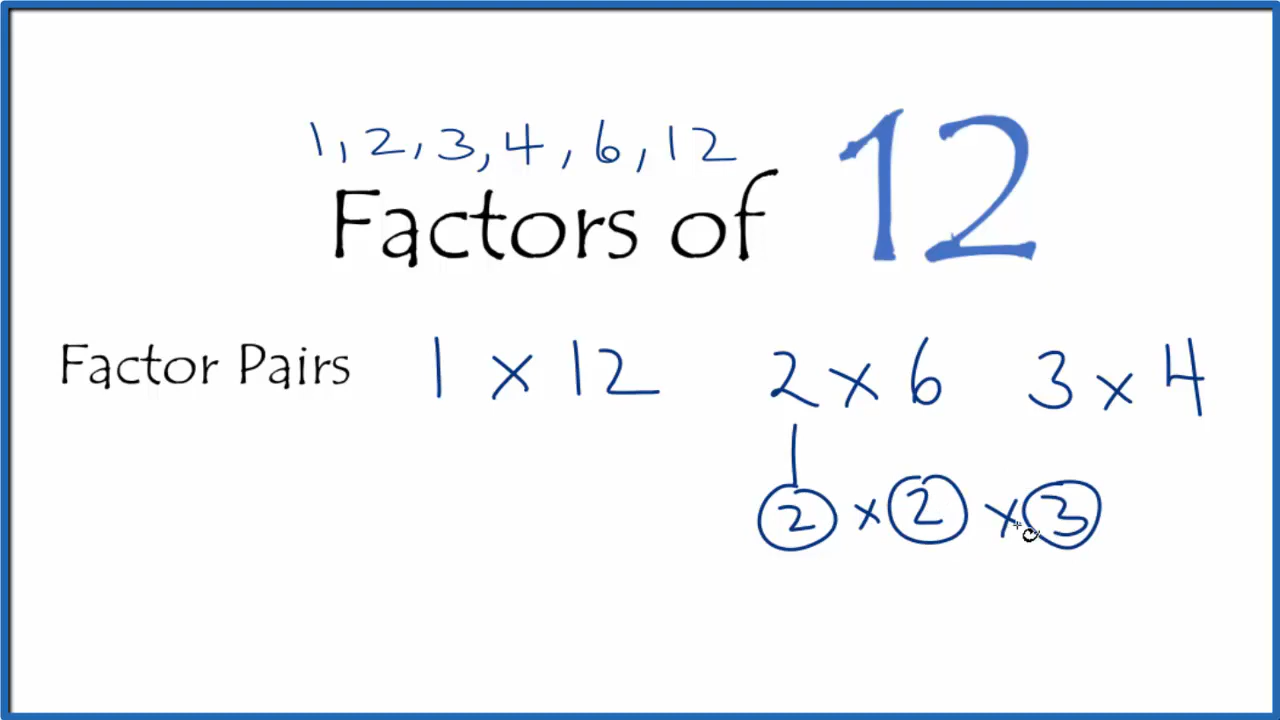 1, 2, 3, 4, 6, 12
Factors of 12
Factor Pairs 1 x 12 2 x 6 3 x 4
2 x 2 x 3